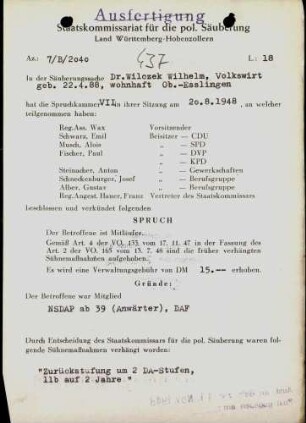 Ausfertigung
Staatskommissariat für die pol. Säuberung
Land Württemberg-Hohenzollern
Az.: 7/B/2040
437
L.: 18
In der Säuberungssache Dr.Wilczek Wilhelm, Volkswirt
geb. 22.4.88, wohnhaft Ob.-Esslingen
hat die Spruchkammer VII in ihrer Sitzung am 20.8.1948, an welcher
teilgenommen haben:
Reg.Ass. Wax Vorsitzender
Schwarz, Emil Beisitzer — CDU
Munch, Alois „ — SPD
Fischer, Paul „ — DVP
„ — KPD
Steinacker, Anton „ — Gewerkschaften
Schneckenburger, Josef „ — Berufsgruppe
Alber, Gustav „ — Berufsgruppe
Reg.Angest. Haner, Franz Vertreter des Staatskommissars
beschlossen und verkündet folgenden
SPRUCH
Der Betroffene ist Mitläufer.
Gemäß Art. 4 der VO. 133 vom 17. 11. 47 in der Fassung des
Art. 2 der VO. 165 vom 13. 7. 48 sind die früher verhängten
Sühnemaßnahmen aufgehoben.
Es wird eine Verwaltungsgebühr von DM 15.-- erhoben.
Gründe:
Der Betroffene war Mitglied
NSDAP ab 39 (Anwärter), DAF
Durch Entscheidung des Staatskommissars für die pol. Säuberung waren fol-
gende Sühnemaßnahmen verhängt worden:
"Zurückstufung um 2 DA-Stufen,
11b auf 2 Jahre"